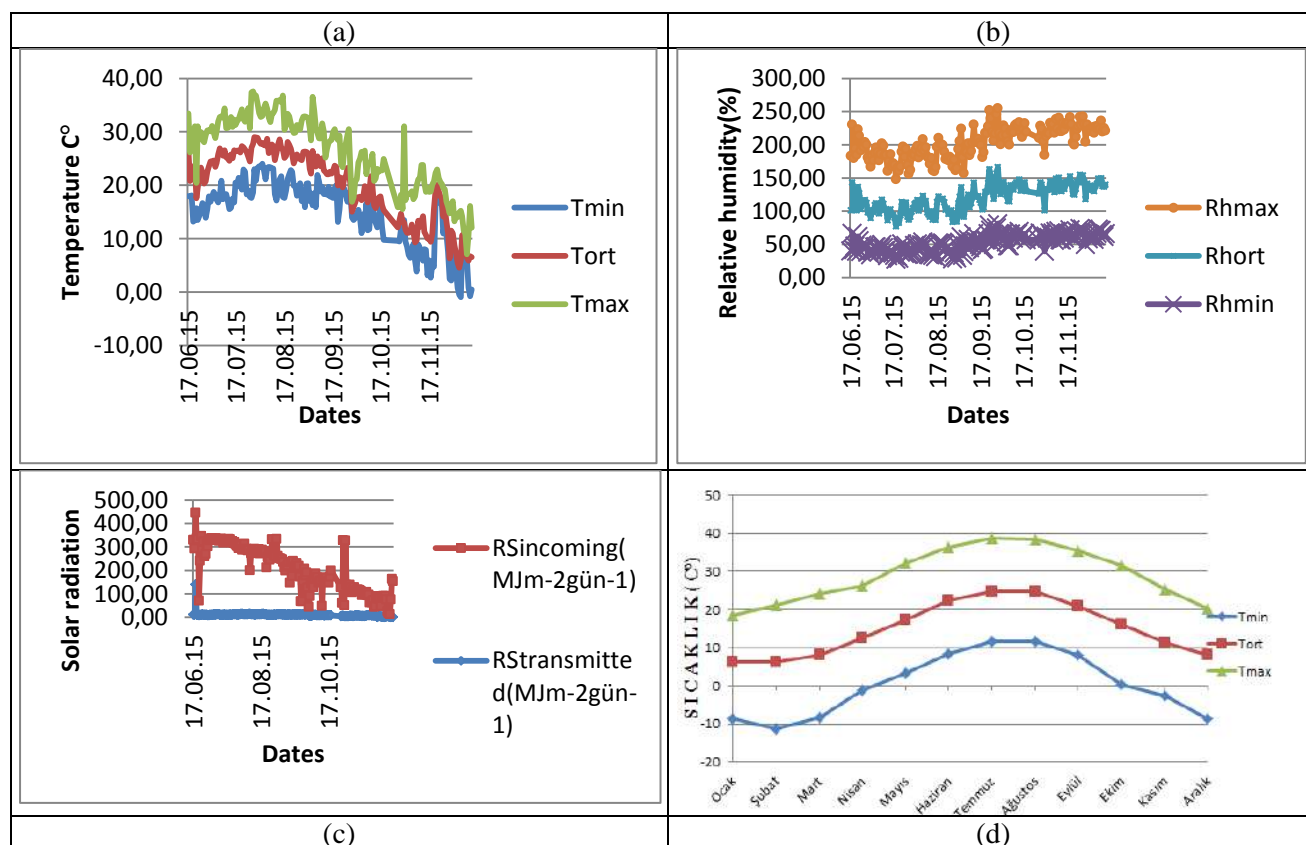 (a)
(b)
40,00
30,00
20,00
10,00
0,00
-10,00
Temperature C°
17.06.15
17.07.15
17.08.15
17.09.15
17.10.15
17.11.15
Dates
Tmin
Tort
Tmax
300,00
250,00
200,00
150,00
100,00
50,00
0,00
Relative humidity(%)
17.06.15
17.07.15
17.08.15
17.09.15
17.10.15
17.11.15
Dates
Rhmax
Rhort
Rhmin
500,00
400,00
300,00
200,00
100,00
0,00
Solar radiation
17.06.15
17.08.15
17.10.15
Dates
RSincoming(
MJm-2gün-1)
RStransmitte
d(MJm-2gün-
1)
50
40
30
20
10
0
-10
-20
SICAKLIK (C°)
Ocak
Şubat
Mart
Nisan
Mayıs
Haziran
Temmuz
Ağustos
Eylül
Ekim
Kasım
Aralık
Tmin
Tort
Tmax
(c)
(d)